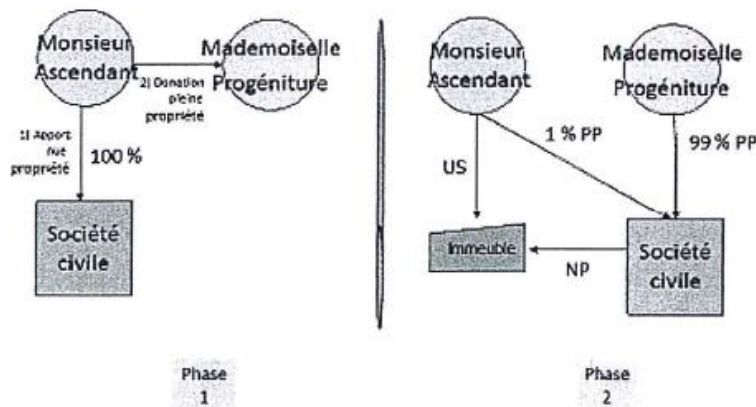 Monsieur
Ascendant
Mademoiselle
Progéniture
2) Donation
pleine
propriété
1) Apport
nue
propriété
100 %
Société
civile
Phase
1
Monsieur
Ascendant
Mademoiselle
Progéniture
1 % PP
99 % PP
US
Immeuble
NP
Société
civile
Phase
2